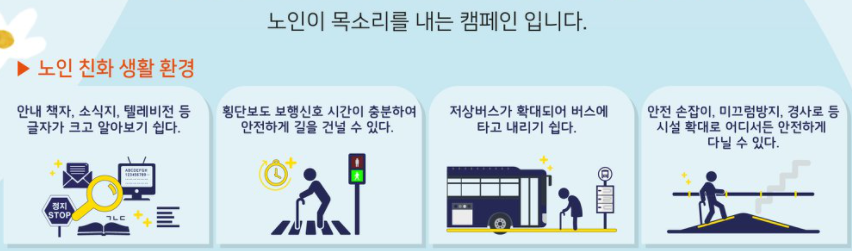 노인이 목소리를 내는 캠페인 입니다.
▶ 노인 친화 생활 환경
안내 책자, 소식지, 텔레비전 등
글자가 크고 알아보기 쉽다.
ABCDEFGA
123456789
정지
STOP
ㄱㄴㄷ
횡단보도 보행신호 시간이 충분하여
안전하게 길을 건널 수 있다.
저상버스가 확대되어 버스에
타고 내리기 쉽다.
안전 손잡이, 미끄럼방지, 경사로 등
시설 확대로 어디서든 안전하게
다닐 수 있다.